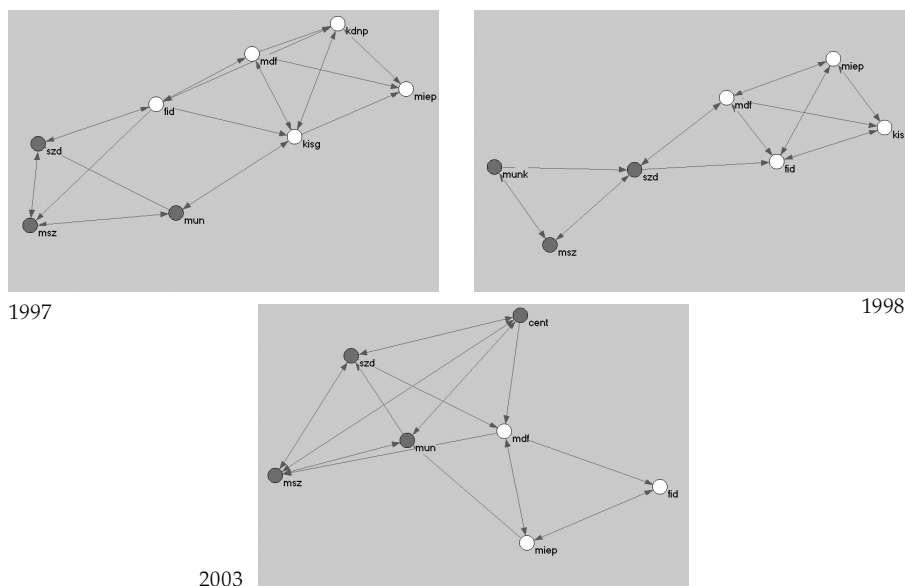 kdnp
mdf
miep
fid
kisg
szd
mun
msz
1997
miep
mdf
kis
fid
munk
szd
msz
1998
cent
szd
mdf
mun
msz
fid
miep
2003